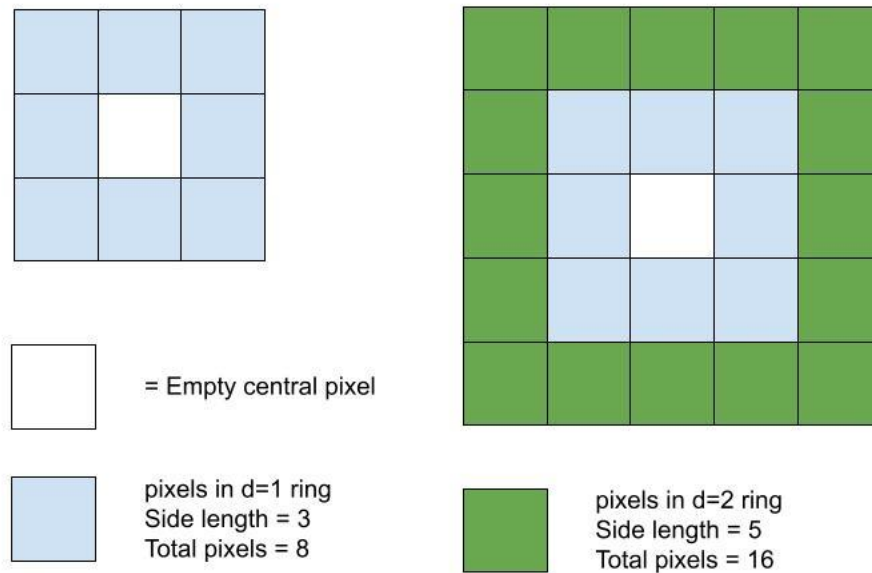 = Empty central pixel
pixels in d=1 ring
Side length = 3
Total pixels = 8
pixels in d=2 ring
Side length = 5
Total pixels = 16